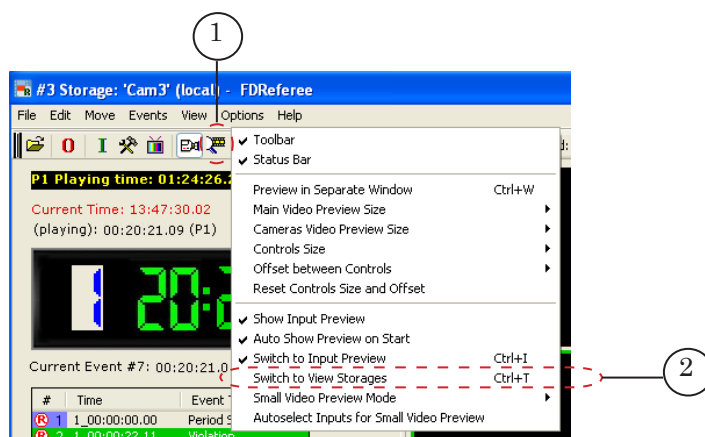 1
#3 Storage: 'Cam3' (local) - FDReferee
File Edit Move Events View Options Help
P1 Playing time: 01:24:26.
Current Time: 13:47:30.02
(playing): 00:20:21.09 (P1)
1 20:2
Current Event #7: 00:20:21.0
# Time Event
R 1 1_00:00:00.00 Period S
R 2 1_00:00:22.11 Violation
Toolbar
Status Bar
Preview in Separate Window Ctrl+W
Main Video Preview Size
Cameras Video Preview Size
Controls Size
Offset between Controls
Reset Controls Size and Offset
Show Input Preview
Auto Show Preview on Start
Switch to Input Preview Ctrl+I
Switch to View Storages Ctrl+T
Small Video Preview Mode
Autoselect Inputs for Small Video Preview
2